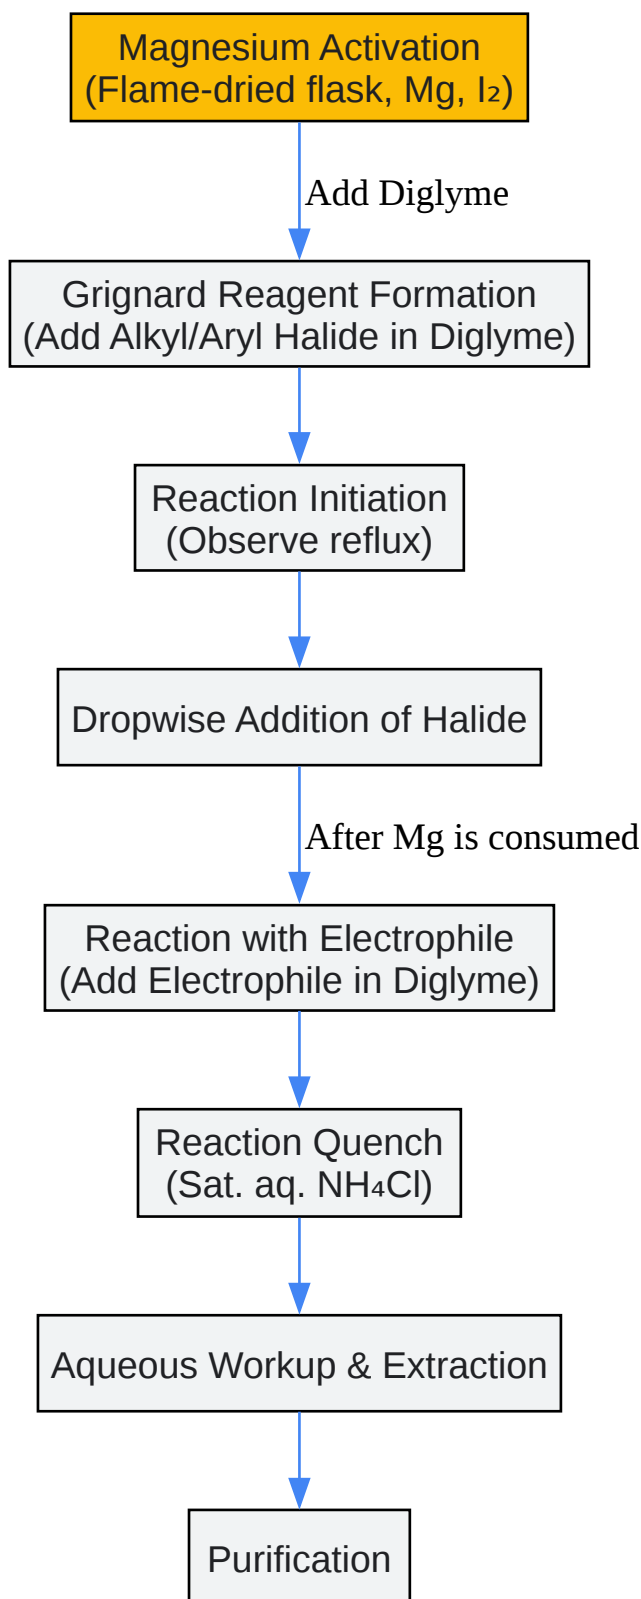 Magnesium Activation
(Flame-dried flask, Mg, I₂)
Add Diglyme
Grignard Reagent Formation
(Add Alkyl/Aryl Halide in Diglyme)
Reaction Initiation
(Observe reflux)
Dropwise Addition of Halide
After Mg is consumed
Reaction with Electrophile
(Add Electrophile in Diglyme)
Reaction Quench
(Sat. aq. NH₄Cl)
Aqueous Workup & Extraction
Purification